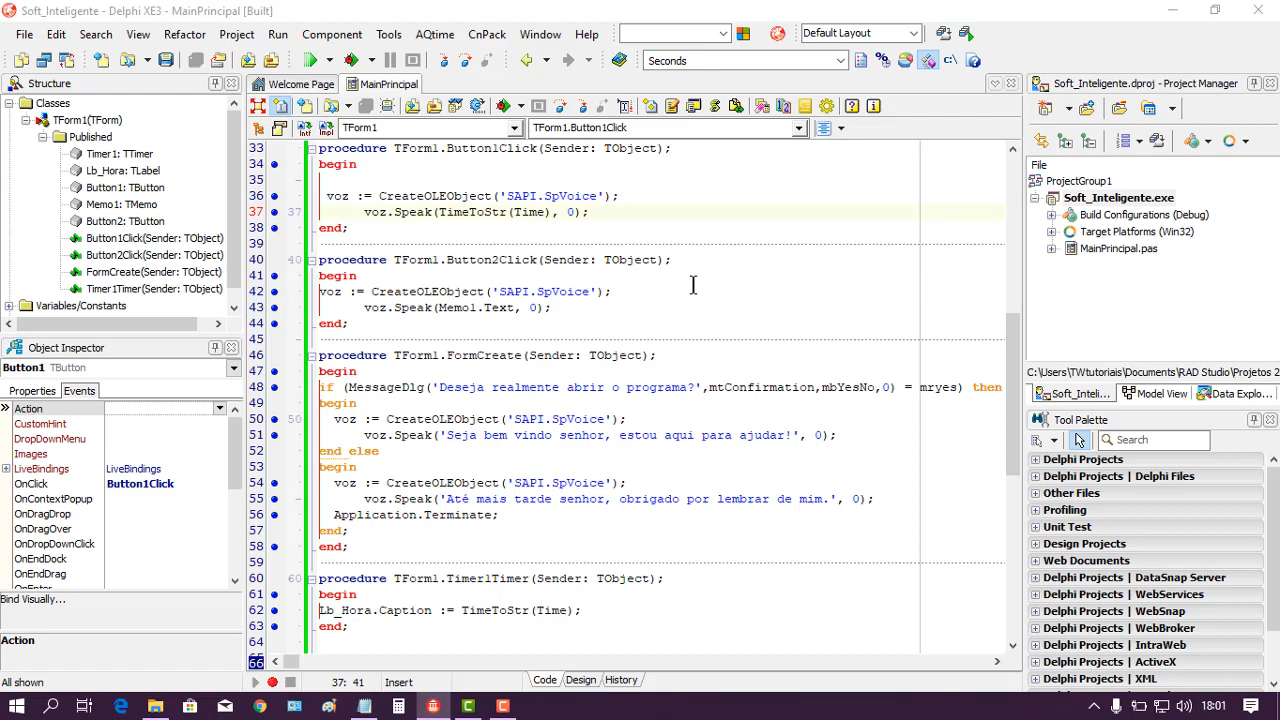 Soft_Inteligente - Delphi XE3 - MainPrincipal [Built]
File Edit Search View Refactor Project Run Component Tools AQtime CnPack Window Help
Default Layout
Seconds
Structure
Classes
TForm1(TForm)
Published
Timer1: TTimer
Lb_Hora: TLabel
Button1: TButton
Memo1: TMemo
Button2: TButton
Button1Click(Sender: TObject)
Button2Click(Sender: TObject)
FormCreate(Sender: TObject)
Timer1Timer(Sender: TObject)
Variables/Constants
Object Inspector
Button1 TButton
Properties Events
Action
CustomHint
DropDownMenu
Images
LiveBindings LiveBindings
OnClick Button1Click
OnContextPopup
OnDragDrop
OnDragOver
OnDropDownClick
OnEndDock
OnEndDrag
OnEnter
Bind Visually...
Action
All shown
Welcome Page MainPrincipal
TForm1 TForm1.Button1Click
33 procedure TForm1.Button1Click(Sender: TObject);
34 begin
35
36 voz := CreateOLEObject('SAPI.SpVoice');
37 37 voz.Speak(TimeToStr(Time), 0);
38 end;
39
40 40 procedure TForm1.Button2Click(Sender: TObject);
41 begin
42 voz := CreateOLEObject('SAPI.SpVoice');
43 voz.Speak(Memo1.Text, 0);
44 end;
45
46 procedure TForm1.FormCreate(Sender: TObject);
47 begin
48 if (MessageDlg('Deseja realmente abrir o programa?',mtConfirmation,mbYesNo,0) = mryes) then
49 begin
50 50 voz := CreateOLEObject('SAPI.SpVoice');
51 voz.Speak('Seja bem vindo senhor, estou aqui para ajudar!', 0);
52 end else
53 begin
54 voz := CreateOLEObject('SAPI.SpVoice');
55 voz.Speak('Até mais tarde senhor, obrigado por lembrar de mim.', 0);
56 Application.Terminate;
57 end;
58 end;
59
60 60 procedure TForm1.Timer1Timer(Sender: TObject);
61 begin
62 Lb_Hora.Caption := TimeToStr(Time);
63 end;
64
66
37: 41 Insert Code Design History
Soft_Inteligente.dproj - Project Manager
File
ProjectGroup1
Soft_Inteligente.exe
Build Configurations (Debug)
Target Platforms (Win32)
MainPrincipal.pas
C:\Users\TWtutoriais\Documents\RAD Studio\Projetos 2
Soft_Inteli... Model View Data Explo...
Tool Palette
Search
Delphi Projects
Delphi Projects | Delphi Files
Other Files
Profiling
Unit Test
Design Projects
Web Documents
Delphi Projects | DataSnap Server
Delphi Projects | WebServices
Delphi Projects | WebSnap
Delphi Projects | WebBroker
Delphi Projects | IntraWeb
Delphi Projects | ActiveX
Delphi Projects | XML
18:01